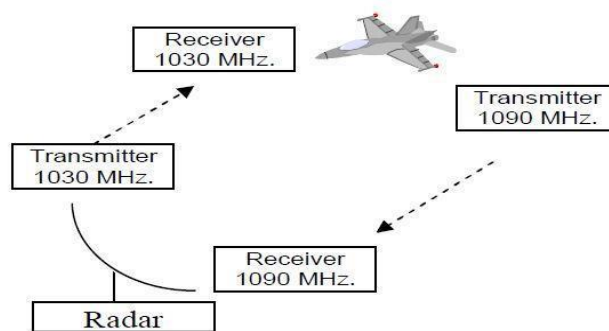 Receiver
1030 MHz.
Transmitter
1090 MHz.
Transmitter
1030 MHz.
Receiver
1090 MHz.
Radar